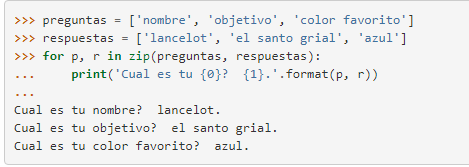 >>> preguntas = ['nombre', 'objetivo', 'color favorito']
>>> respuestas = ['lancelot', 'el santo grial', 'azul']
>>> for p, r in zip(preguntas, respuestas):
...     print('Cual es tu {0}?  {1}.'.format(p, r))
...
Cual es tu nombre?  lancelot.
Cual es tu objetivo?  el santo grial.
Cual es tu color favorito?  azul.